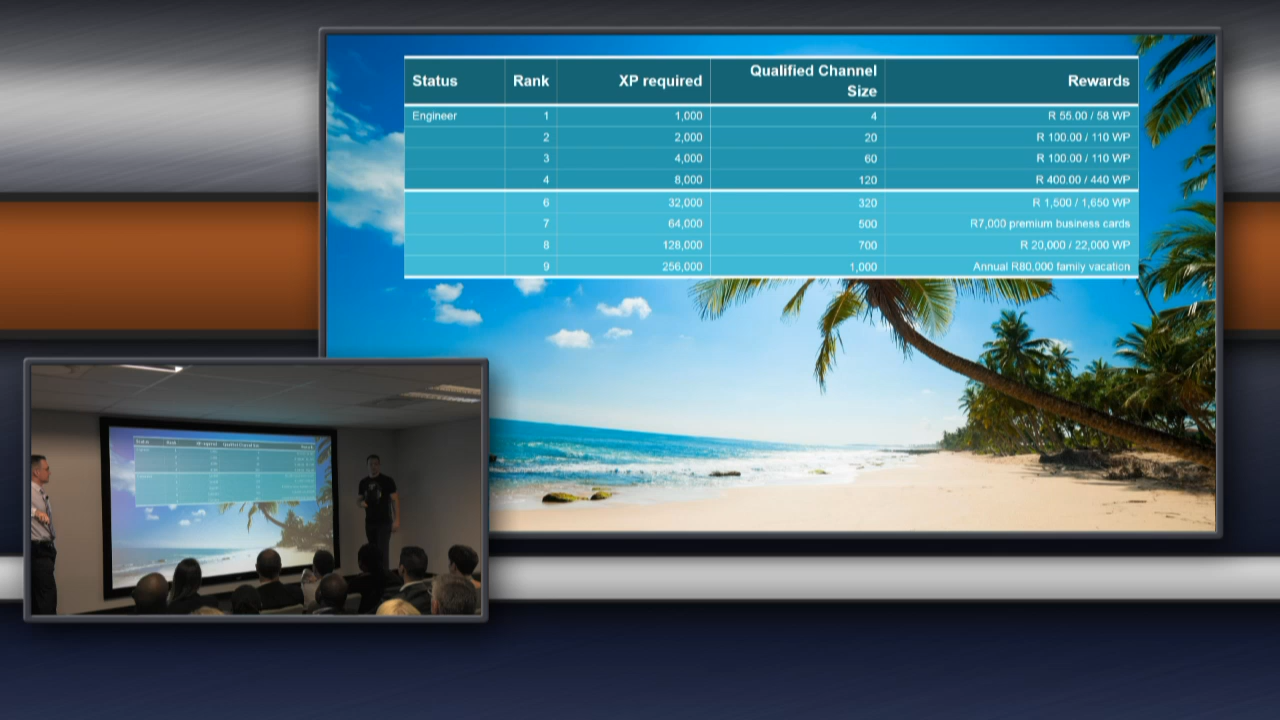 Status Rank XP required Qualified Channel Size Rewards
Engineer 1 1,000 4 R 55.00 / 58 WP
2 2,000 20 R 100.00 / 110 WP
3 4,000 60 R 100.00 / 110 WP
4 8,000 120 R 400.00 / 440 WP
6 32,000 320 R 1,500 / 1,650 WP
7 64,000 500 R7,000 premium business cards
8 128,000 700 R 20,000 / 22,000 WP
9 256,000 1,000 Annual R80,000 family vacation